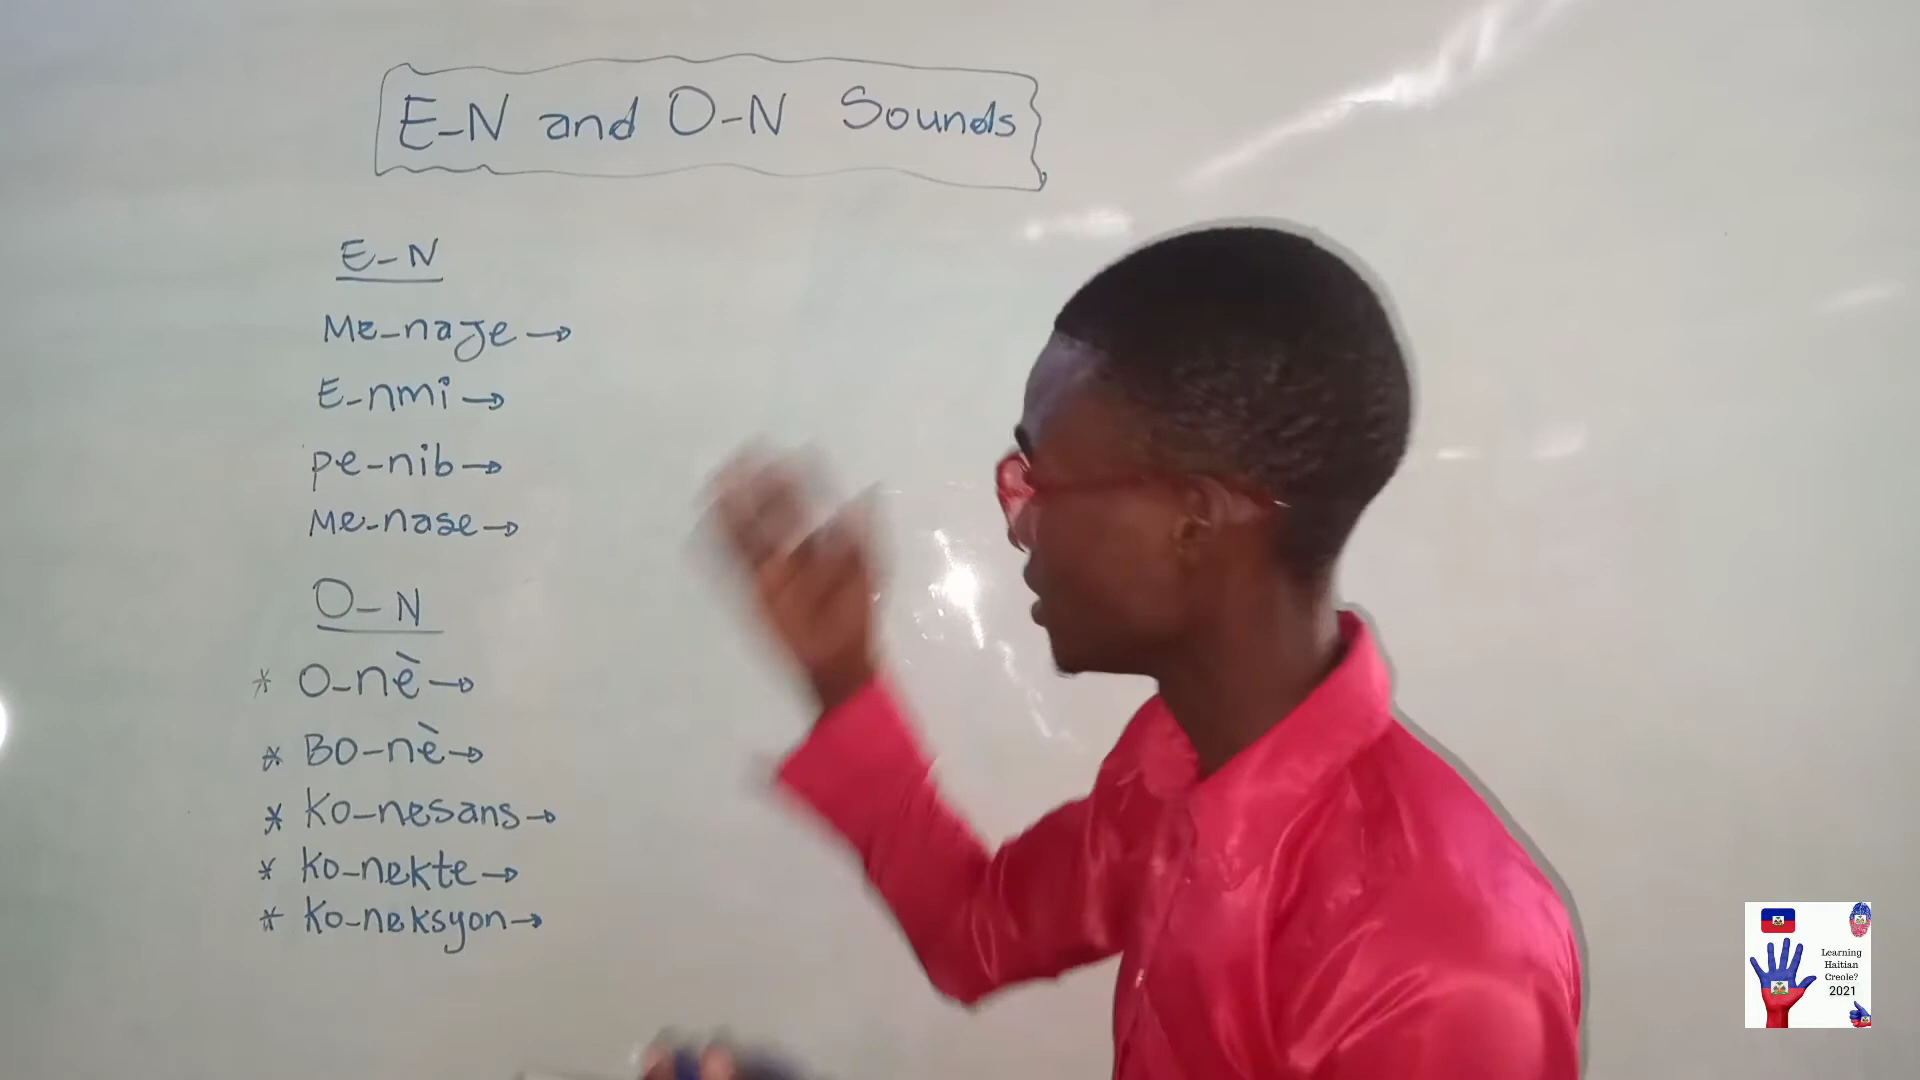 E-N and O-N Sounds
E-N
Me-naje→
E-nmi→
pe-nib→
Me-nase→
O-N
* O-nè→
* Bo-nè→
* Ko-nesans→
* Ko-nekte→
* Ko-neksyon→
Learning
Haitian
Creole?
2021